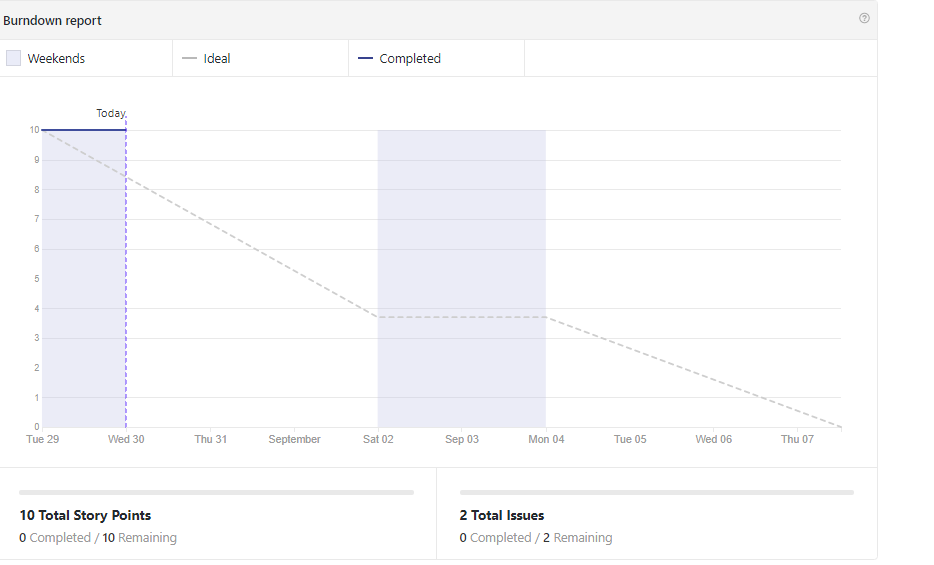 Burndown report
Weekends
Ideal
Completed
Today
10
9
8
7
6
5
4
3
2
1
0
Tue 29 Wed 30 Thu 31 September Sat 02 Sep 03 Mon 04 Tue 05 Wed 06 Thu 07
10 Total Story Points
0 Completed / 10 Remaining
2 Total Issues
0 Completed / 2 Remaining